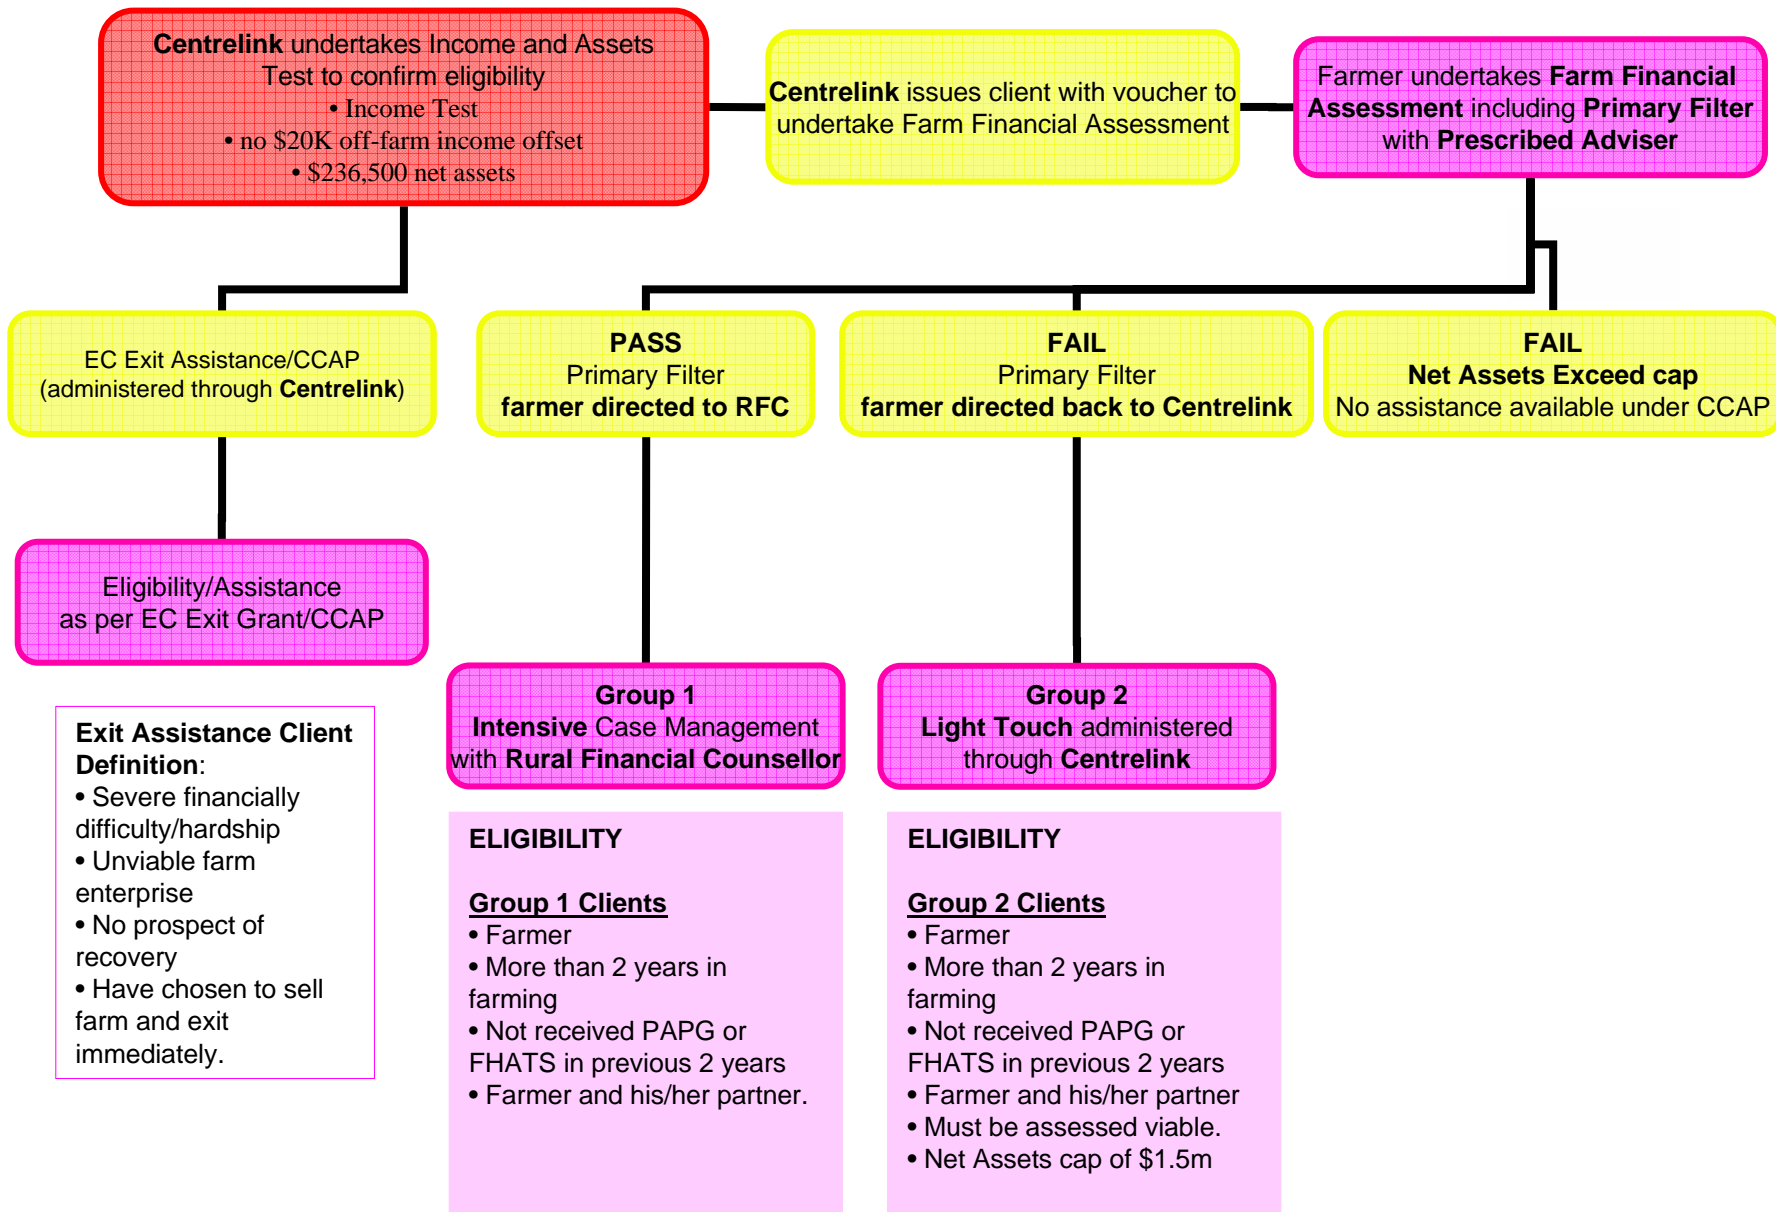 Centrelink undertakes Income and Assets
Test to confirm eligibility
• Income Test
• no $20K off-farm income offset
• $236,500 net assets
Centrelink issues client with voucher to
undertake Farm Financial Assessment
Farmer undertakes Farm Financial
Assessment including Primary Filter
with Prescribed Adviser
EC Exit Assistance/CCAP
(administered through Centrelink)
PASS
Primary Filter
farmer directed to RFC
FAIL
Primary Filter
farmer directed back to Centrelink
FAIL
Net Assets Exceed cap
No assistance available under CCAP
Eligibility/Assistance
as per EC Exit Grant/CCAP
Group 1
Intensive Case Management
with Rural Financial Counsellor
Group 2
Light Touch administered
through Centrelink
Exit Assistance Client
Definition:
• Severe financially
difficulty/hardship
• Unviable farm
enterprise
• No prospect of
recovery
• Have chosen to sell
farm and exit
immediately.
ELIGIBILITY
Group 1 Clients
• Farmer
• More than 2 years in
farming
• Not received PAPG or
FHATS in previous 2 years
• Farmer and his/her partner.
ELIGIBILITY
Group 2 Clients
• Farmer
• More than 2 years in
farming
• Not received PAPG or
FHATS in previous 2 years
• Farmer and his/her partner
• Must be assessed viable.
• Net Assets cap of $1.5m